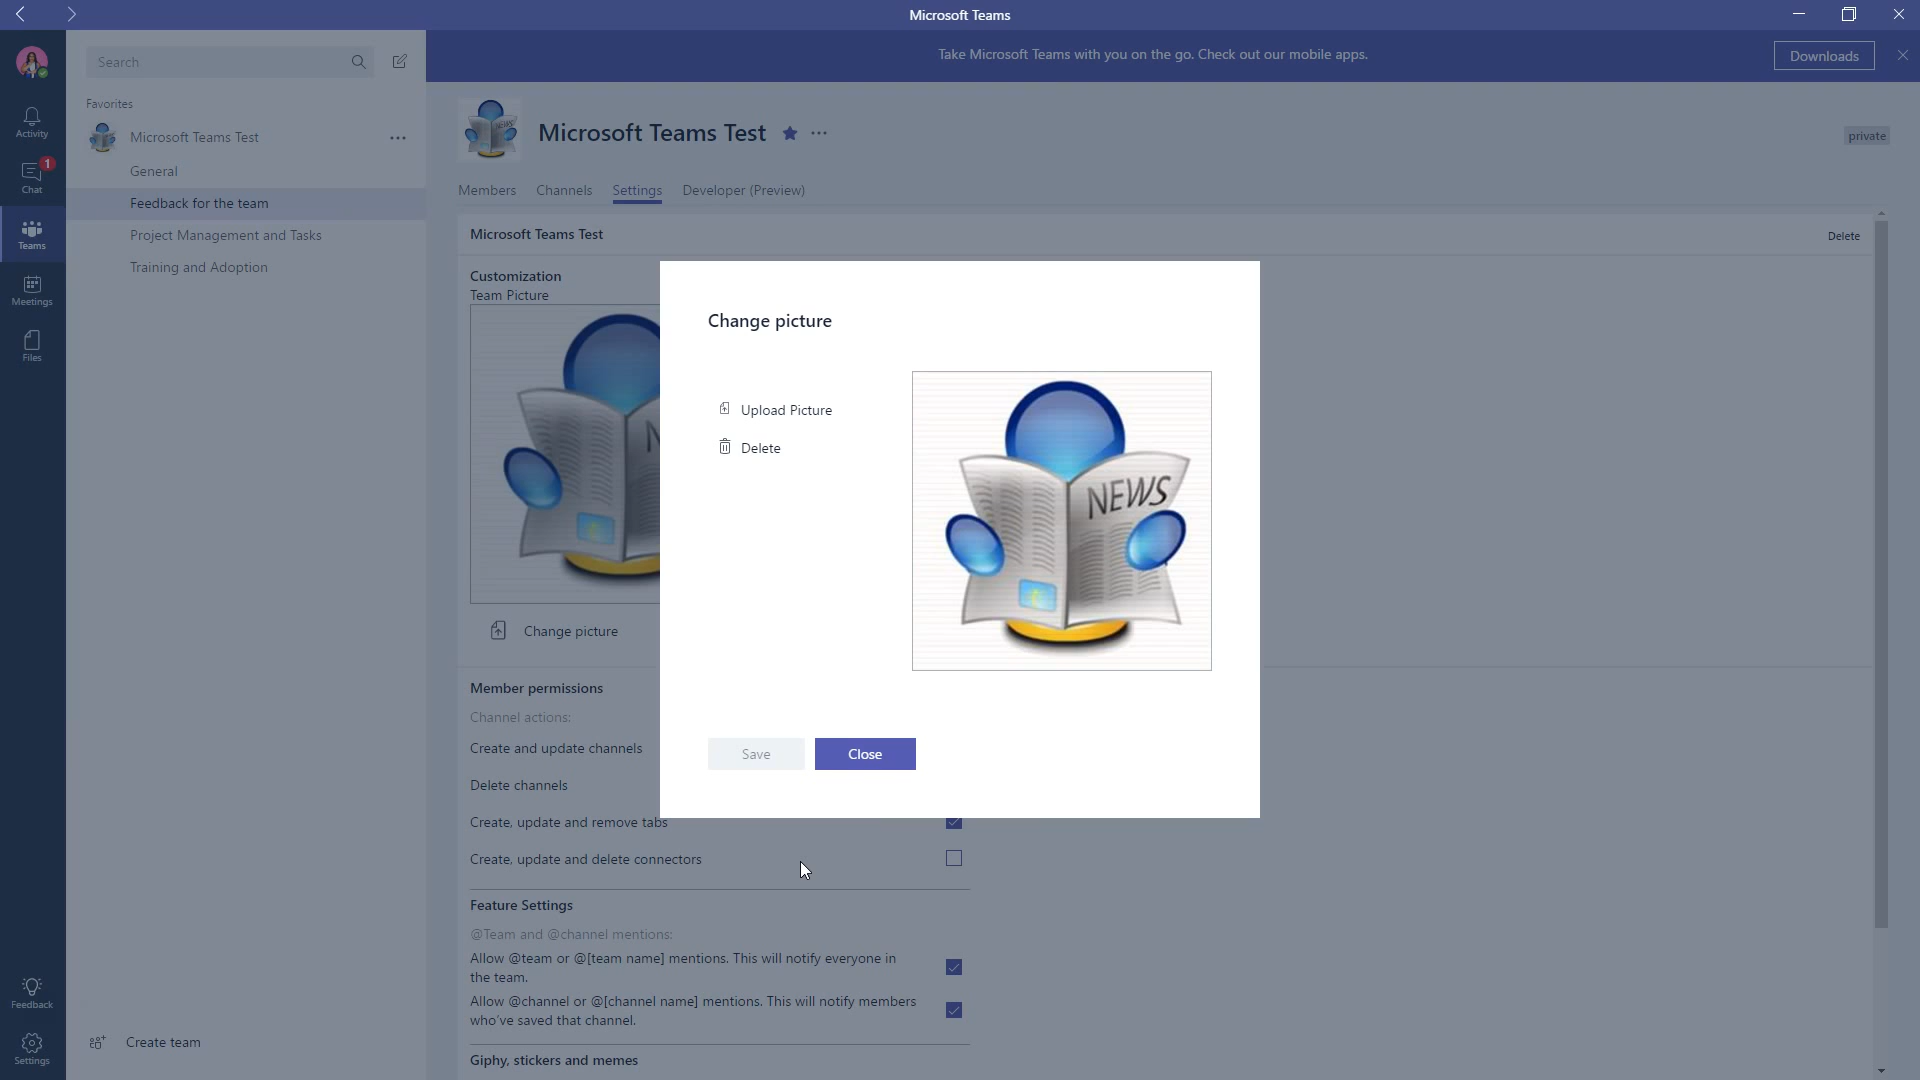 Microsoft Teams
Search
Take Microsoft Teams with you on the go. Check out our mobile apps.
Downloads
Activity
1
Chat
Teams
Meetings
Files
Feedback
Settings
Favorites
Microsoft Teams Test
General
Feedback for the team
Project Management and Tasks
Training and Adoption
Create team
NEWS
Microsoft Teams Test
private
Members Channels Settings Developer (Preview)
Microsoft Teams Test
Delete
Customization
Team Picture
N
Change picture
Change picture
Upload Picture
Delete
NEWS
Save Close
Member permissions
Channel actions:
Create and update channels
Delete channels
Create, update and remove tabs
Create, update and delete connectors
Feature Settings
@Team and @channel mentions:
Allow @team or @[team name] mentions. This will notify everyone in
the team.
Allow @channel or @[channel name] mentions. This will notify members
who've saved that channel.
Giphy, stickers and memes